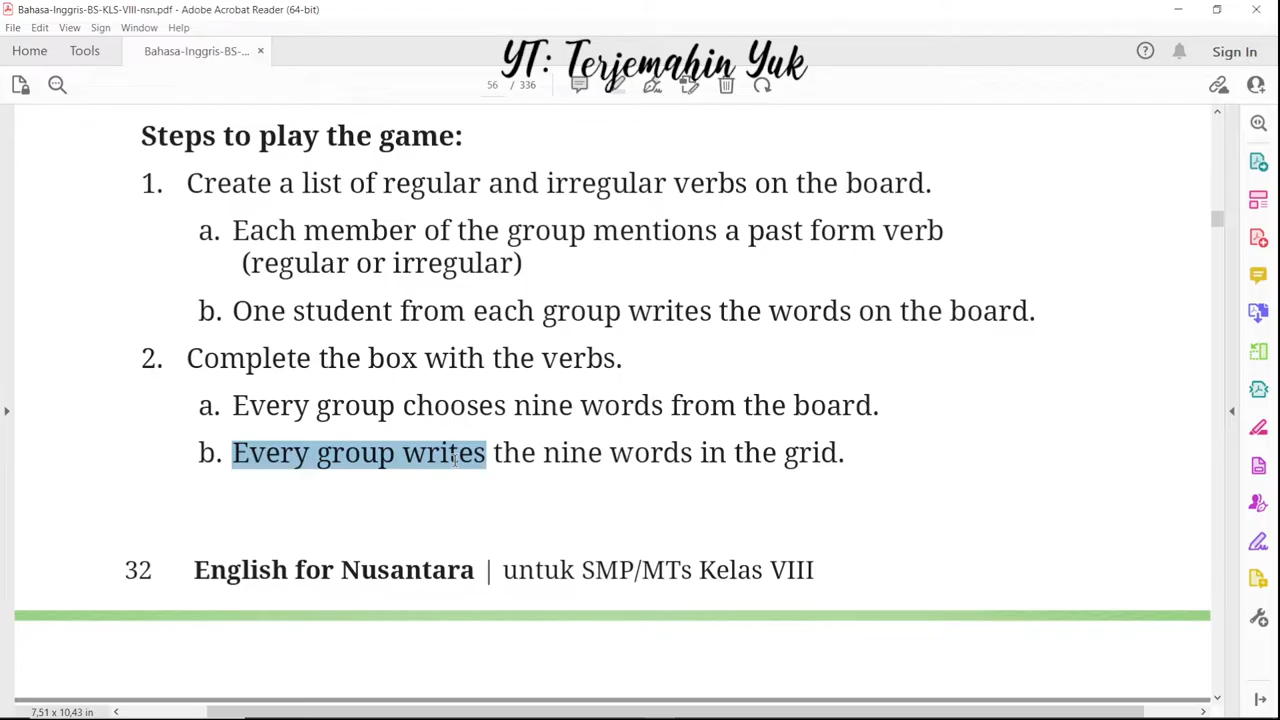 Bahasa-Inggris-BS-KLS-VIII-nsn.pdf - Adobe Acrobat Reader (64-bit)
File Edit View Sign Window Help
Home Tools Bahasa-Inggris-BS-... × Sign In
YT: Terjemahin Yuk
56 / 336
Steps to play the game:
1. Create a list of regular and irregular verbs on the board.
a. Each member of the group mentions a past form verb
(regular or irregular)
b. One student from each group writes the words on the board.
2. Complete the box with the verbs.
a. Every group chooses nine words from the board.
b. Every group writes the nine words in the grid.
32 English for Nusantara | untuk SMP/MTs Kelas VIII
7,51 x 10,43 in